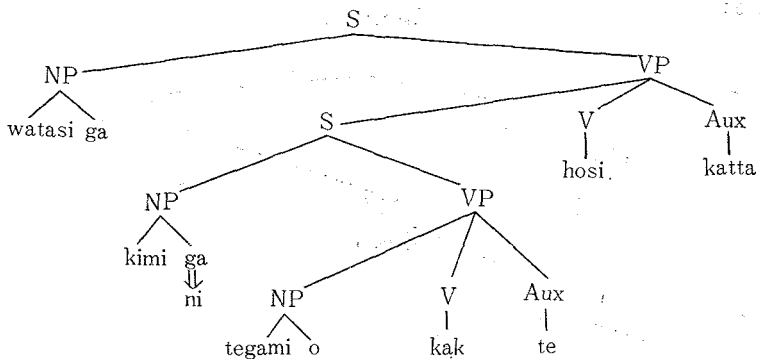 S
NP VP
watasi ga S V Aux
hosi katta
NP VP
kimi ga
ni NP V Aux
tegami o kak te